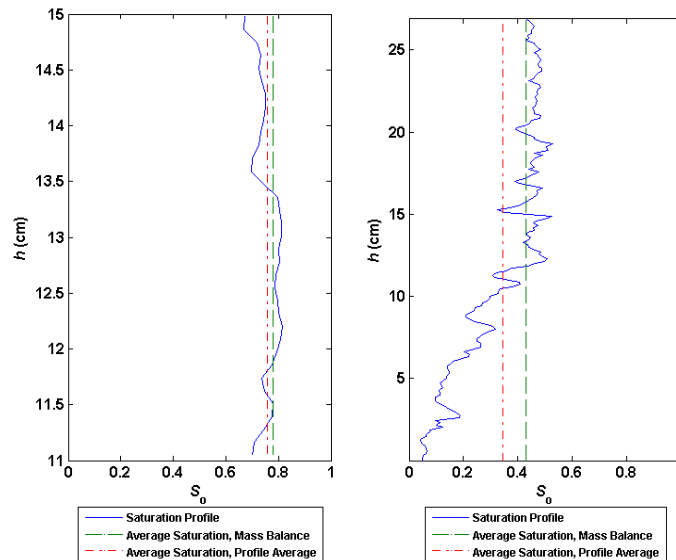 15
14.5
14
13.5
13
12.5
12
11.5
11
h (cm)
0 0.2 0.4 0.6 0.8 1
S_o
Saturation Profile
Average Saturation, Mass Balance
Average Saturation, Profile Average
25
20
15
10
5
h (cm)
0 0.2 0.4 0.6 0.8
S_o
Saturation Profile
Average Saturation, Mass Balance
Average Saturation, Profile Average